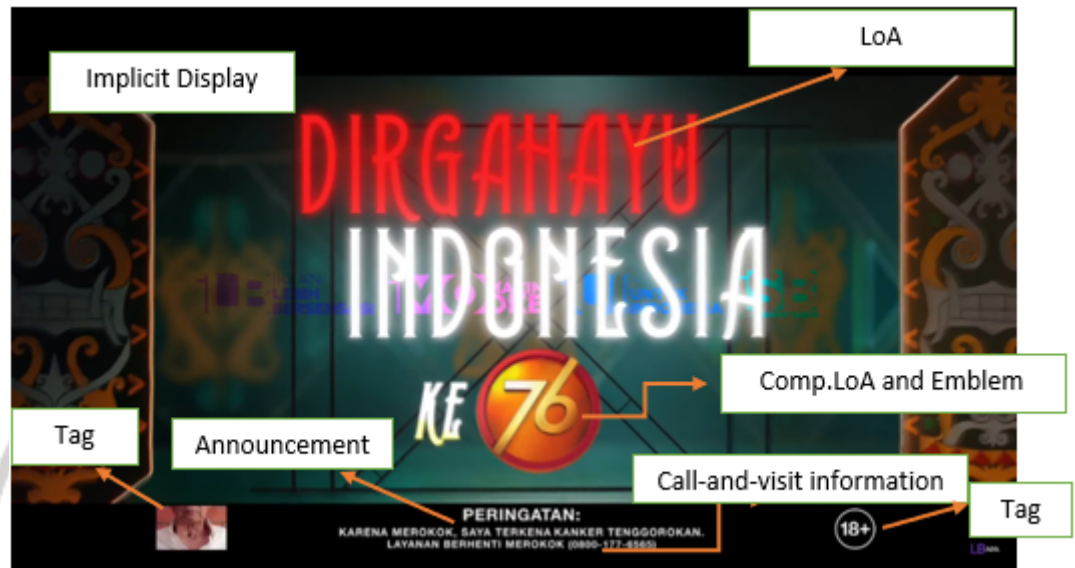 LoA
Implicit Display
DIRGAHAYU
INDONESIA
KE 76
Comp.LoA and Emblem
Tag
Announcement
Call-and-visit information
Tag
PERINGATAN:
KARENA MEROKOK, SAYA TERKENA KANKER TENGGOROKAN.
LAYANAN BERHENTI MEROKOK (0800-177-6565)
18+